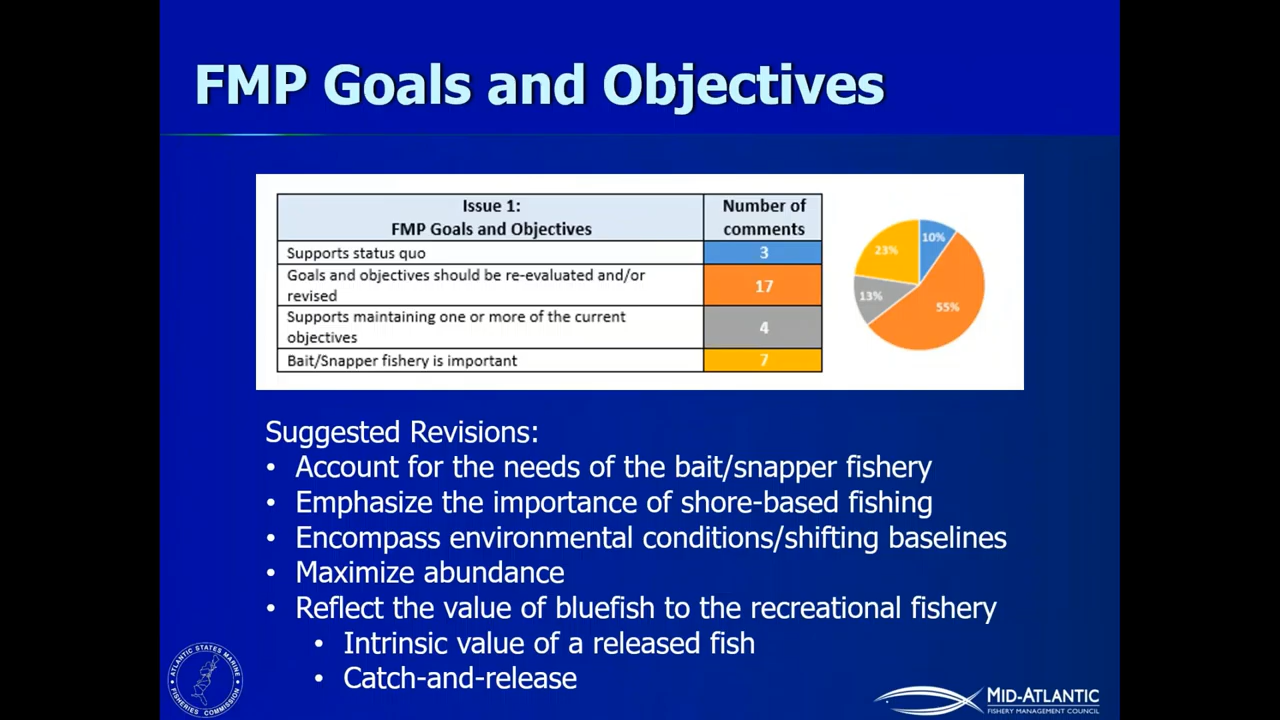 FMP Goals and Objectives
Issue 1:
FMP Goals and Objectives
Number of
comments
Supports status quo
3
Goals and objectives should be re-evaluated and/or
revised
17
Supports maintaining one or more of the current
objectives
4
Bait/Snapper fishery is important
7
10%
23%
13%
55%
Suggested Revisions:
• Account for the needs of the bait/snapper fishery
• Emphasize the importance of shore-based fishing
• Encompass environmental conditions/shifting baselines
• Maximize abundance
• Reflect the value of bluefish to the recreational fishery
• Intrinsic value of a released fish
• Catch-and-release
ATLANTIC STATES MARINE
FISHERIES COMMISSION
MID-ATLANTIC
FISHERY MANAGEMENT COUNCIL